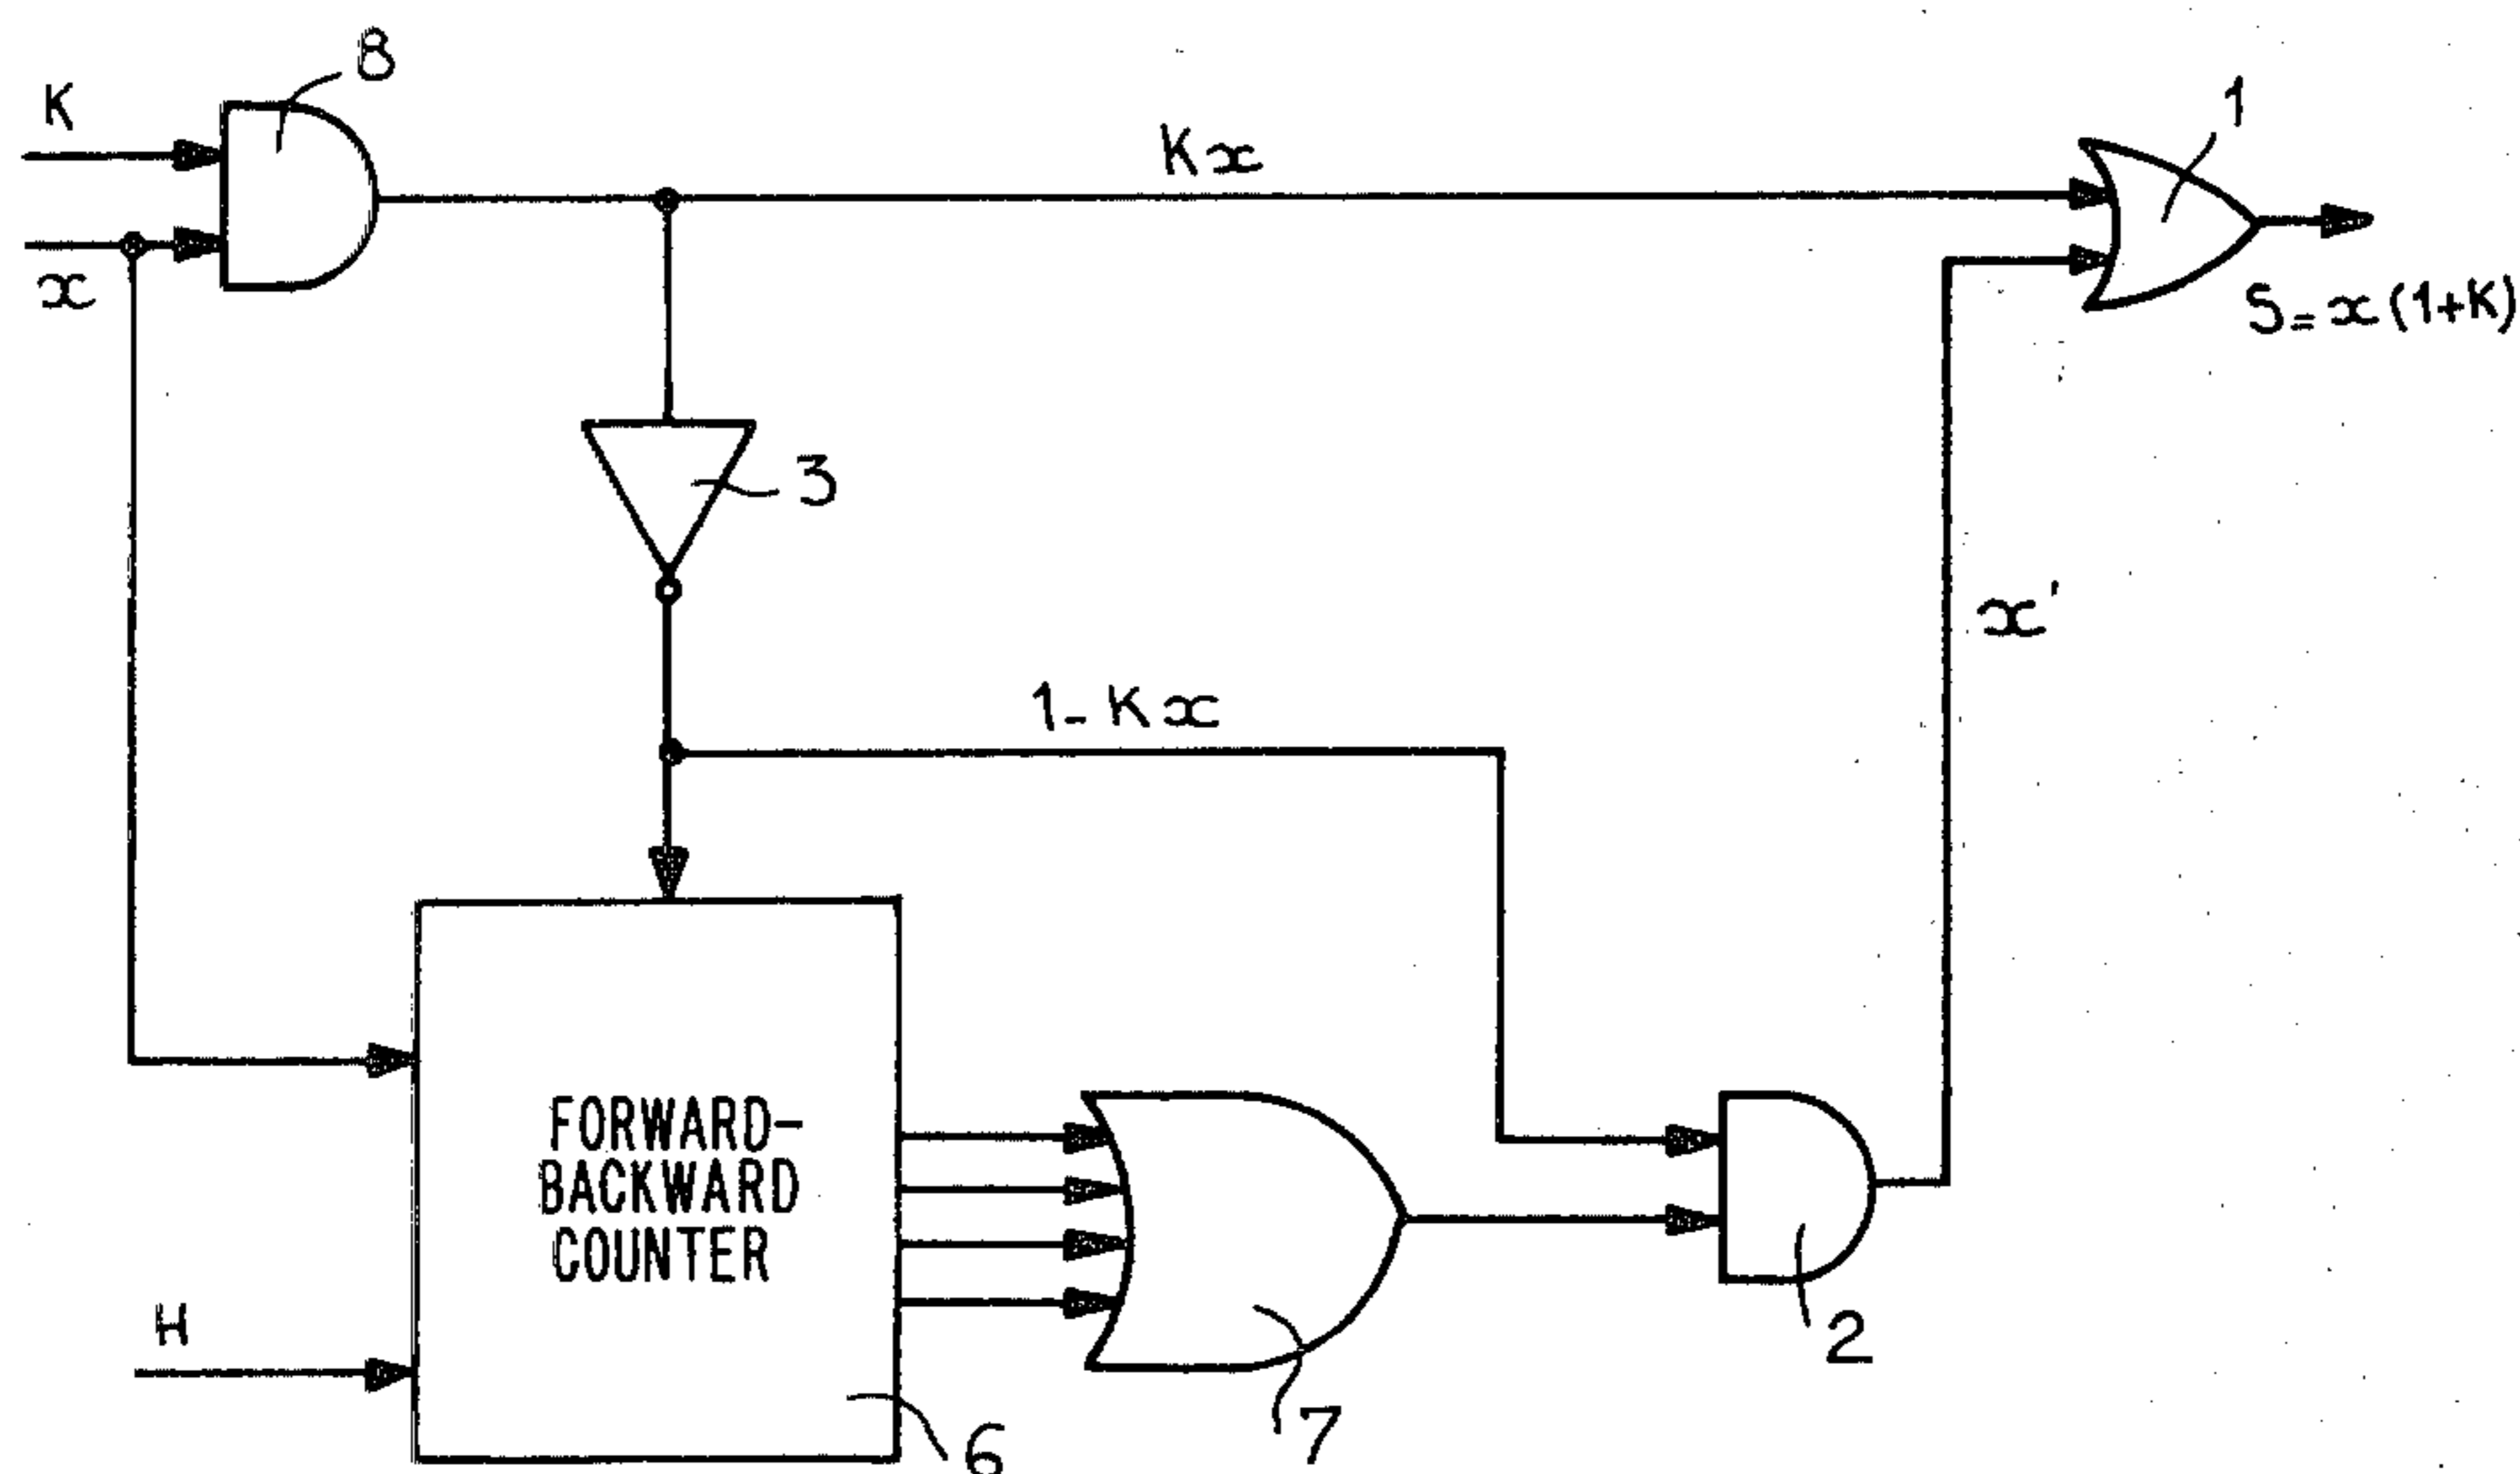 8
K
1
Kx
x
S=x(1+K)
3
x'
1-Kx
FORWARD-
BACKWARD
COUNTER
H
2
7
6